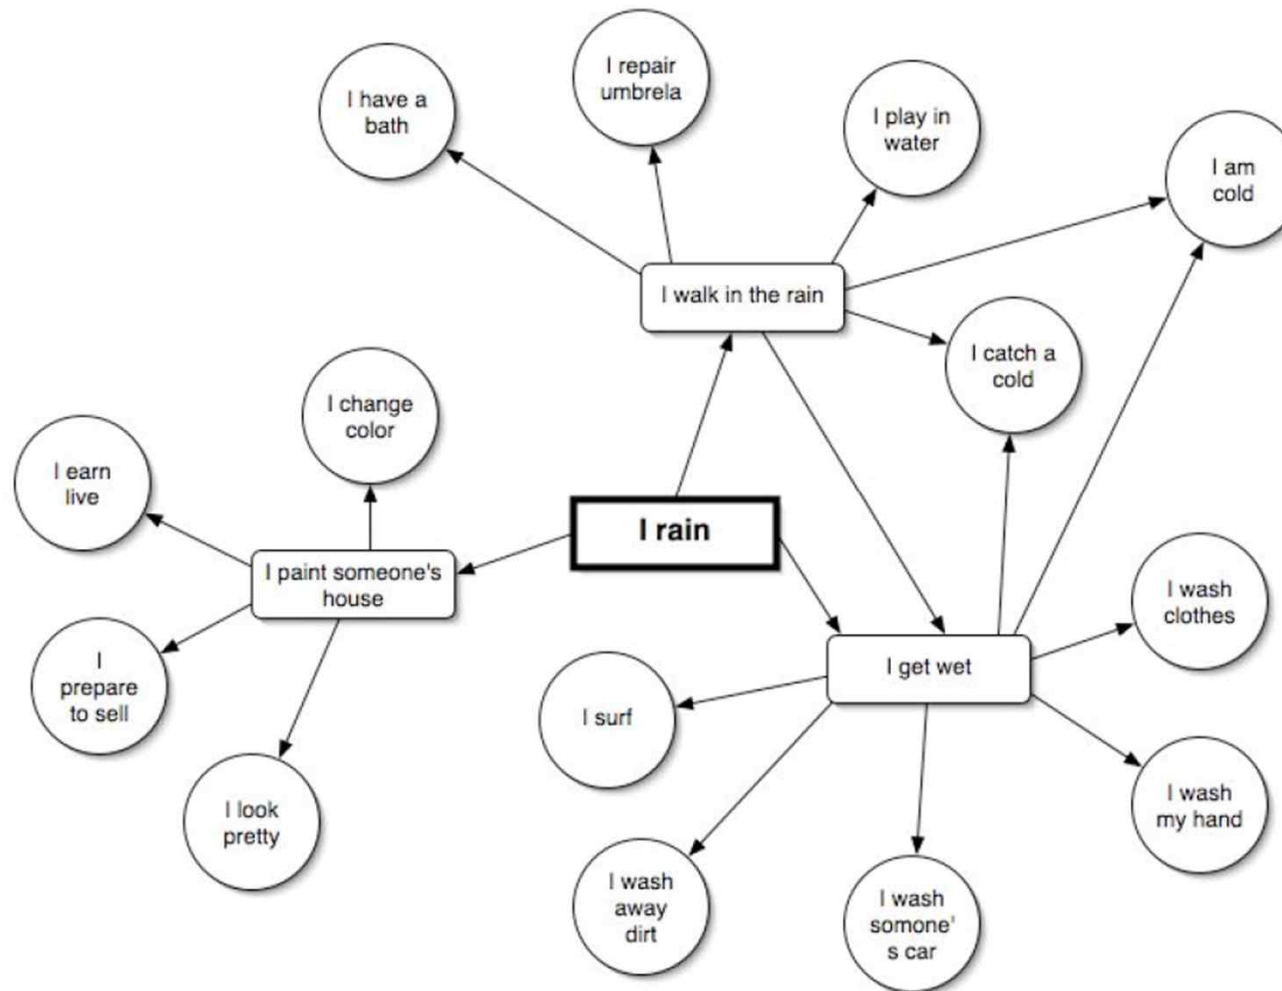 I repair
umbrela
I have a
bath
I play in
water
I am
cold
I walk in the rain
I catch a
cold
I change
color
I earn
live
I rain
I paint someone's
house
I wash
clothes
I get wet
I
prepare
to sell
I surf
I look
pretty
I wash
my hand
I wash
away
dirt
I wash
somone'
s car